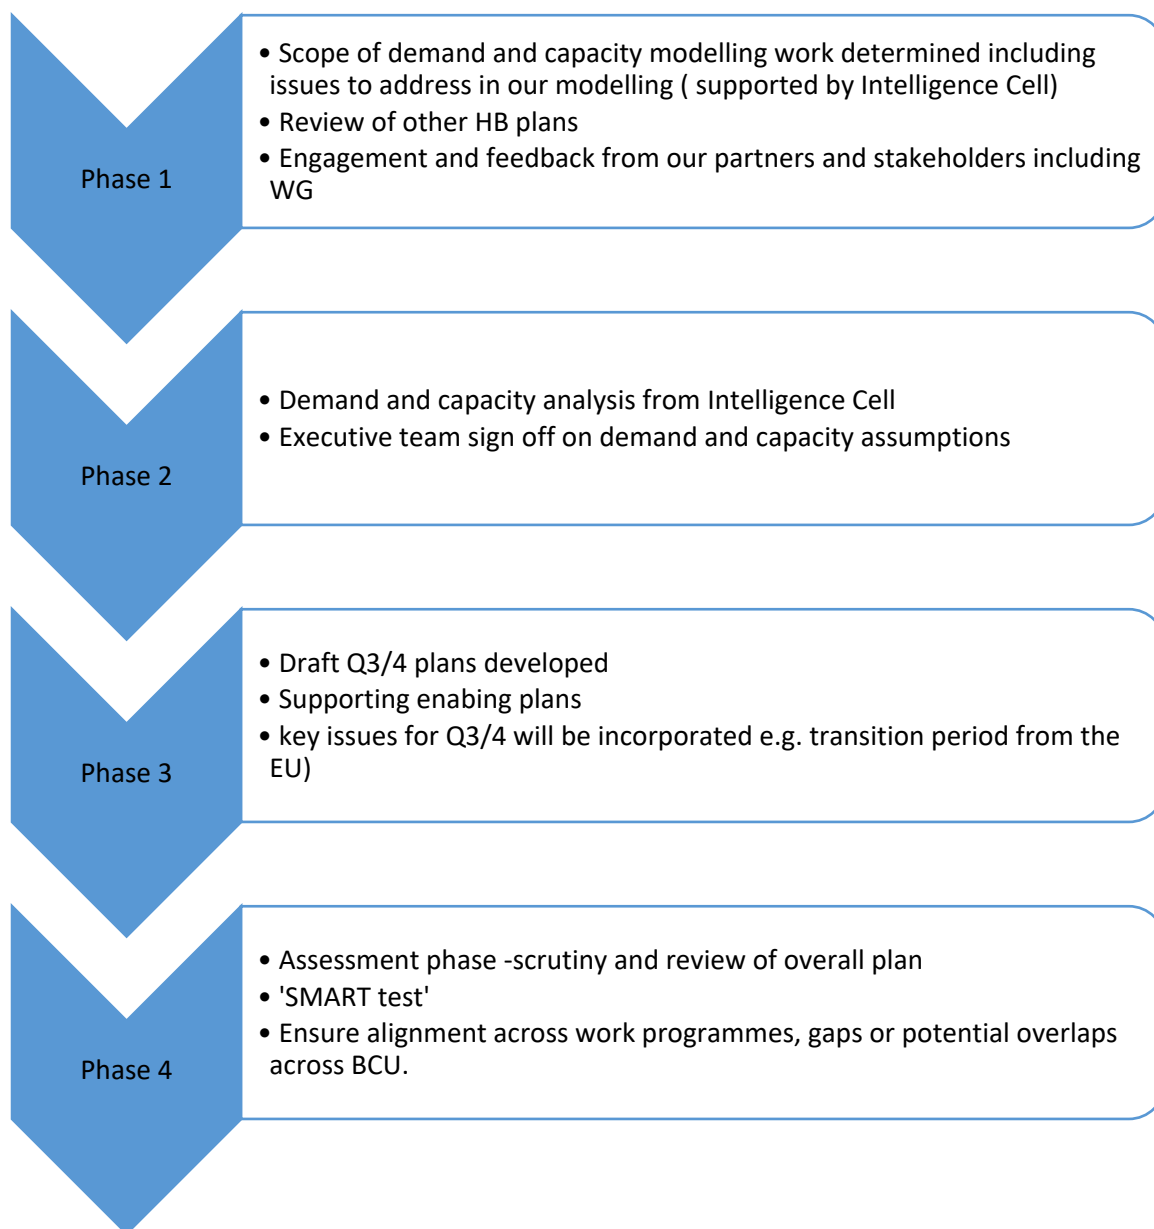 Phase 1
• Scope of demand and capacity modelling work determined including
issues to address in our modelling ( supported by Intelligence Cell)
• Review of other HB plans
• Engagement and feedback from our partners and stakeholders including
WG
Phase 2
• Demand and capacity analysis from Intelligence Cell
• Executive team sign off on demand and capacity assumptions
Phase 3
• Draft Q3/4 plans developed
• Supporting enabing plans
• key issues for Q3/4 will be incorporated e.g. transition period from the
EU)
Phase 4
• Assessment phase -scrutiny and review of overall plan
• 'SMART test'
• Ensure alignment across work programmes, gaps or potential overlaps
across BCU.